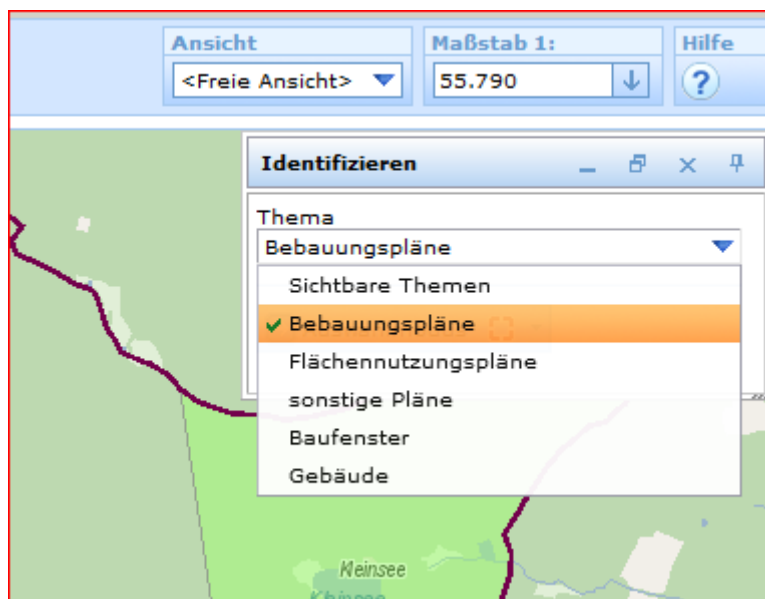 Ansicht
Maßstab 1:
Hilfe
<Freie Ansicht>
55.790
?
Identifizieren
Thema
Bebauungspläne
Sichtbare Themen
Bebauungspläne
Flächennutzungspläne
sonstige Pläne
Baufenster
Gebäude
Kleinsee